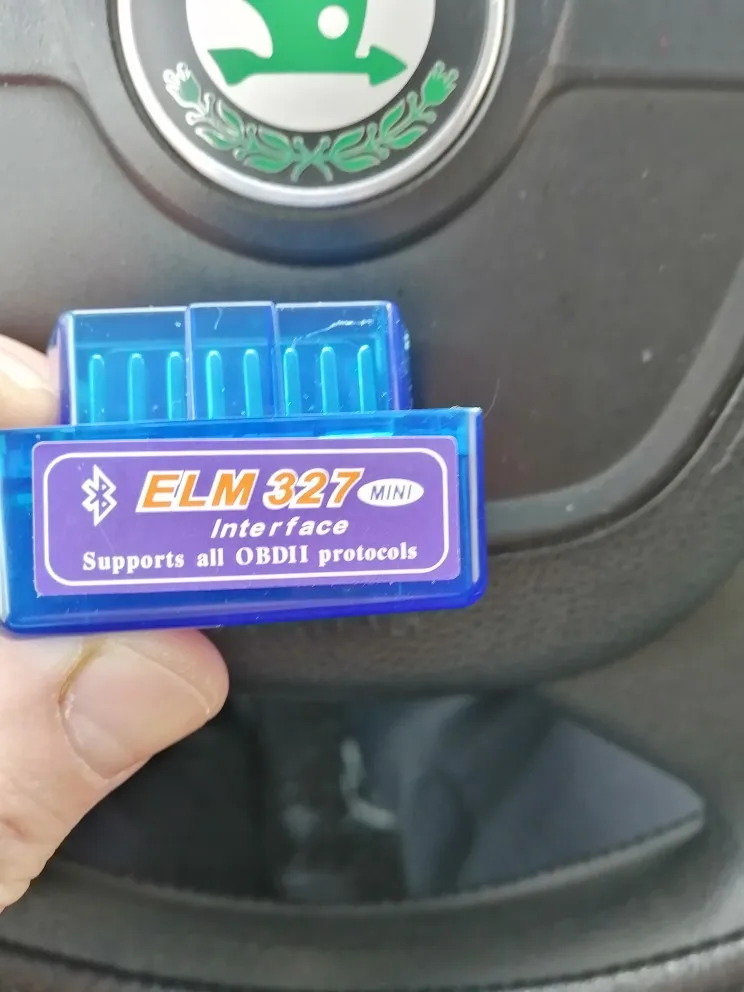 ELM 327 MINI
Interface
Supports all OBDII protocols